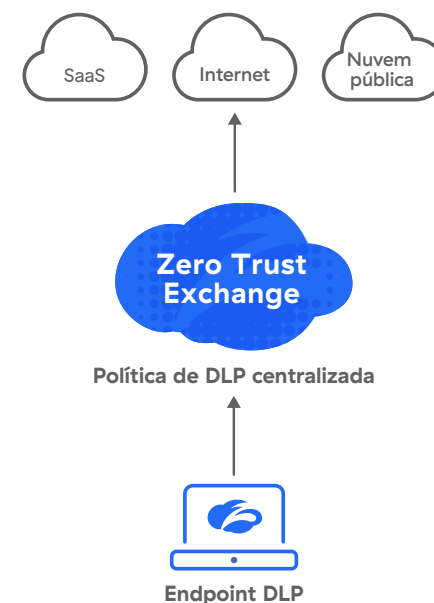 SaaS
Internet
Nuvem
pública
Zero Trust
Exchange
Política de DLP centralizada
Endpoint DLP